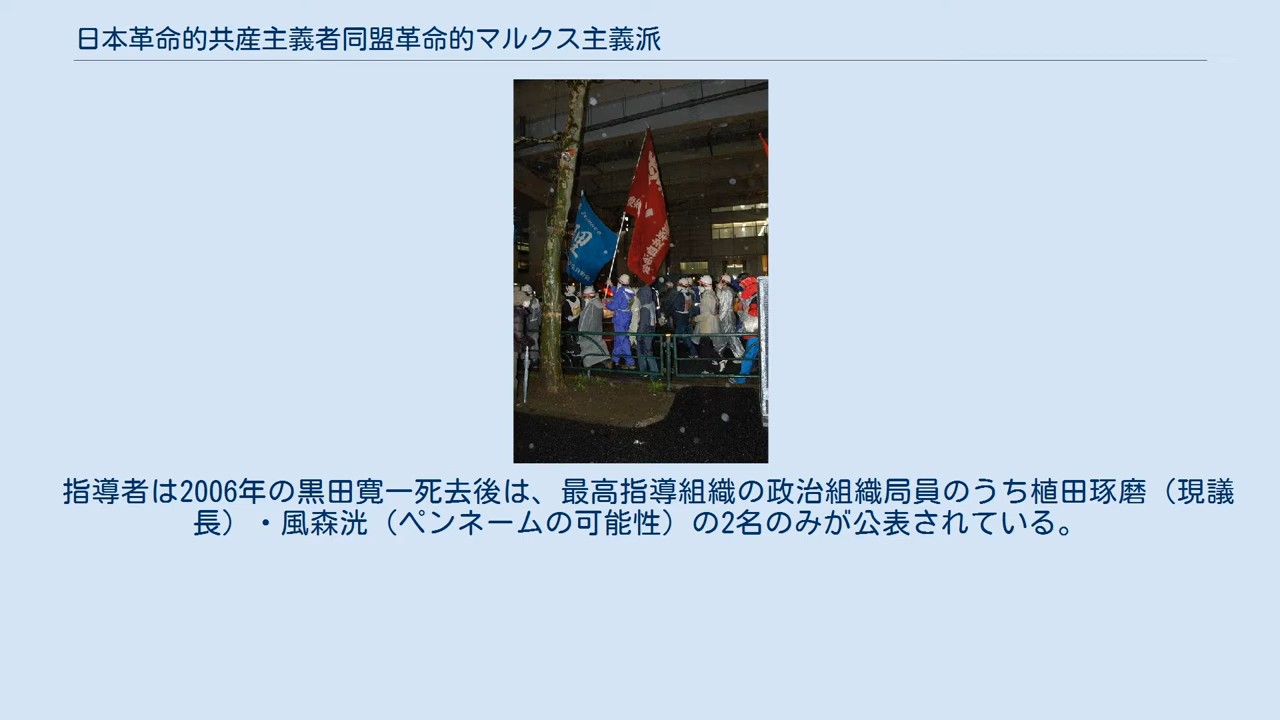 日本革命的共産主義者同盟革命的マルクス主義派
指導者は2006年の黒田寛一死去後は、最高指導組織の政治組織局員のうち植田琢磨（現議
長）・風森洸（ペンネームの可能性）の2名のみが公表されている。